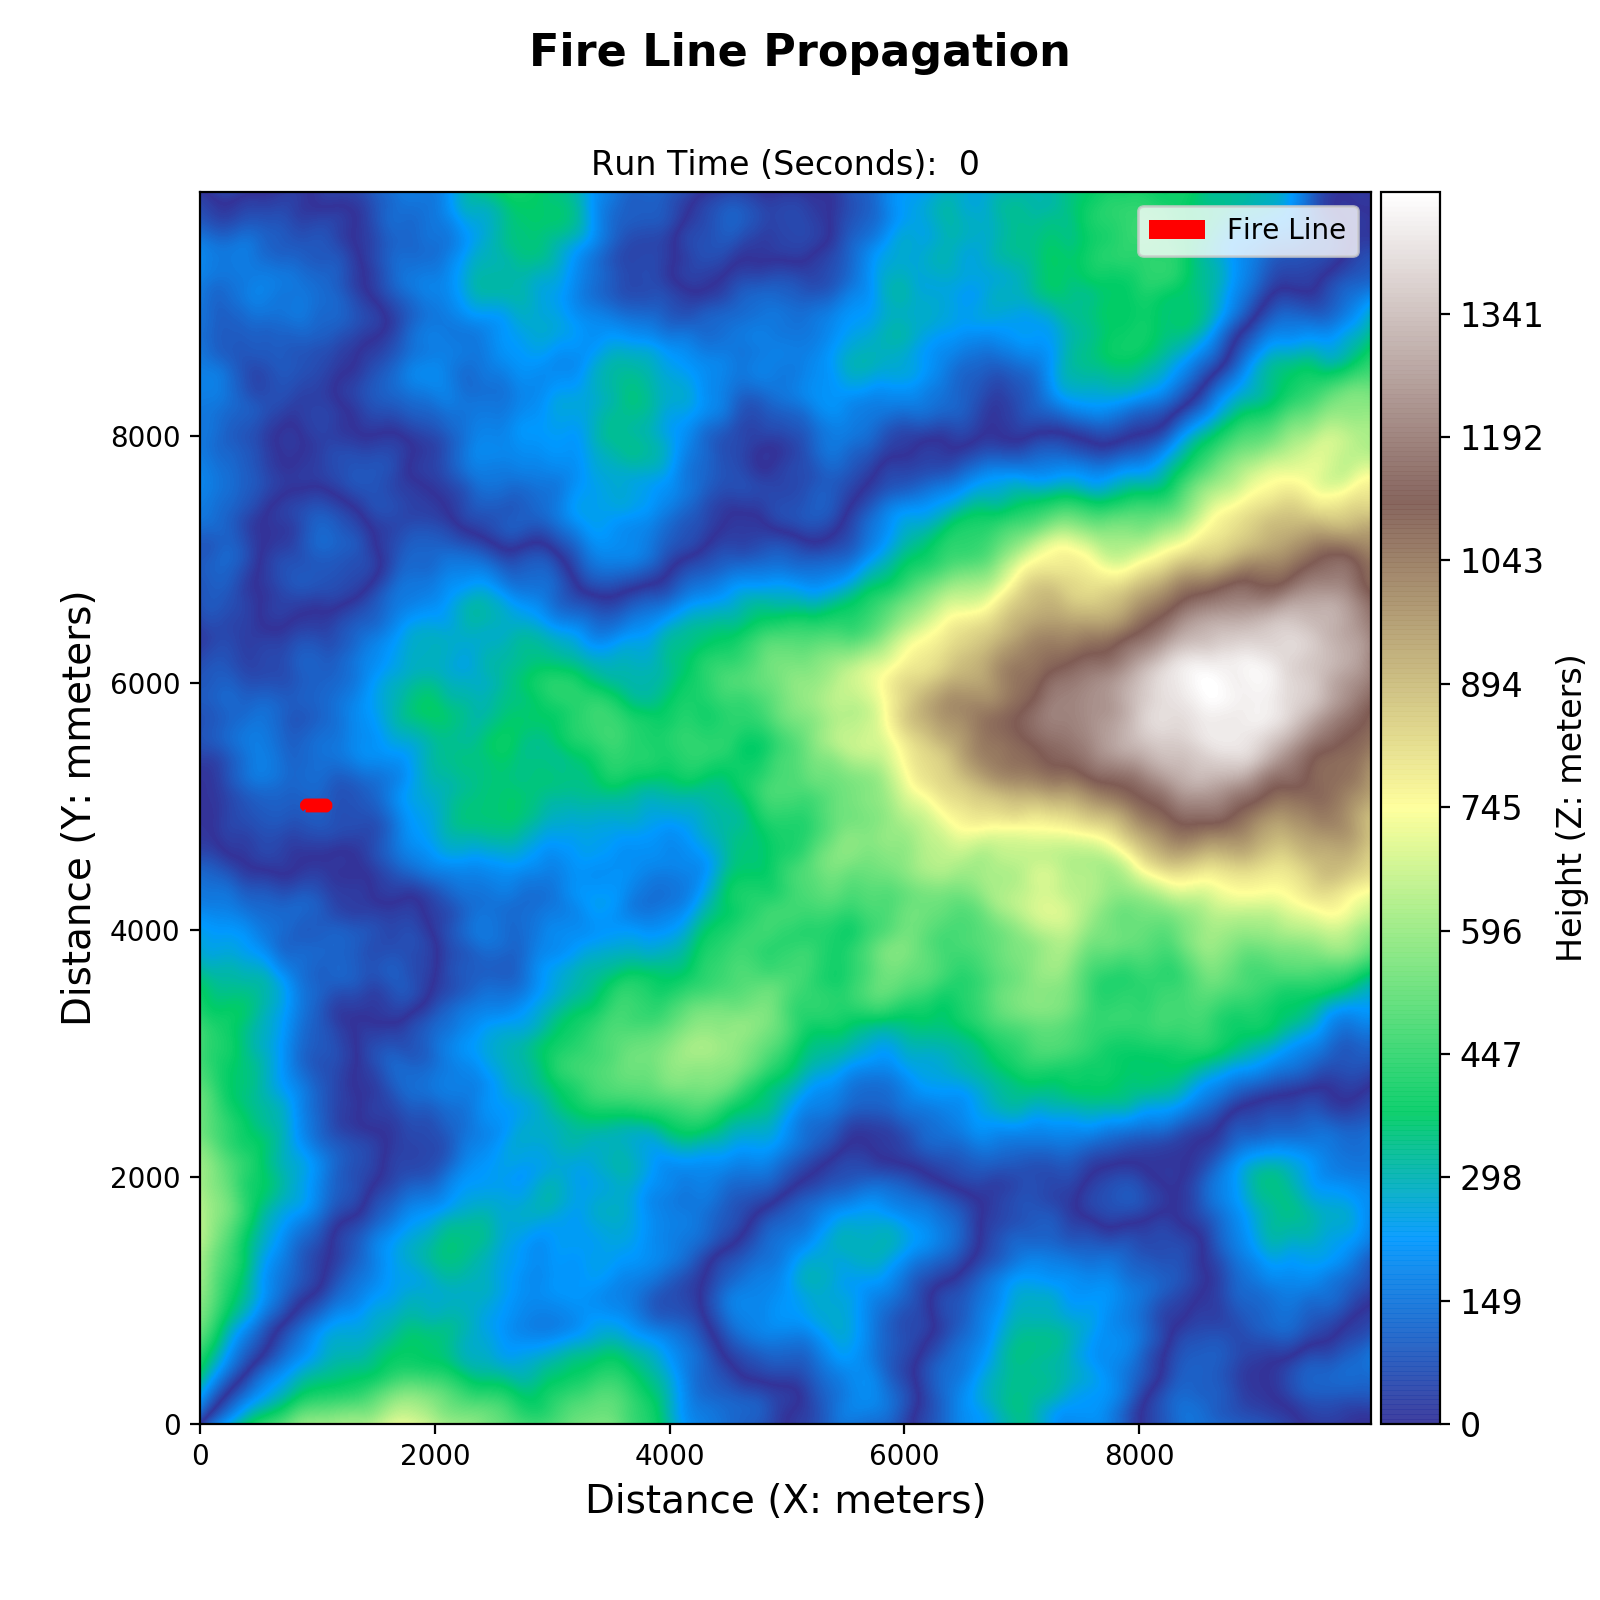 Fire Line Propagation
Run Time (Seconds):  0
Fire Line
Distance (Y: mmeters)
8000
6000
4000
2000
0
0 2000 4000 6000 8000
Distance (X: meters)
1341
1192
1043
894
745
596
447
298
149
0
Height (Z: meters)